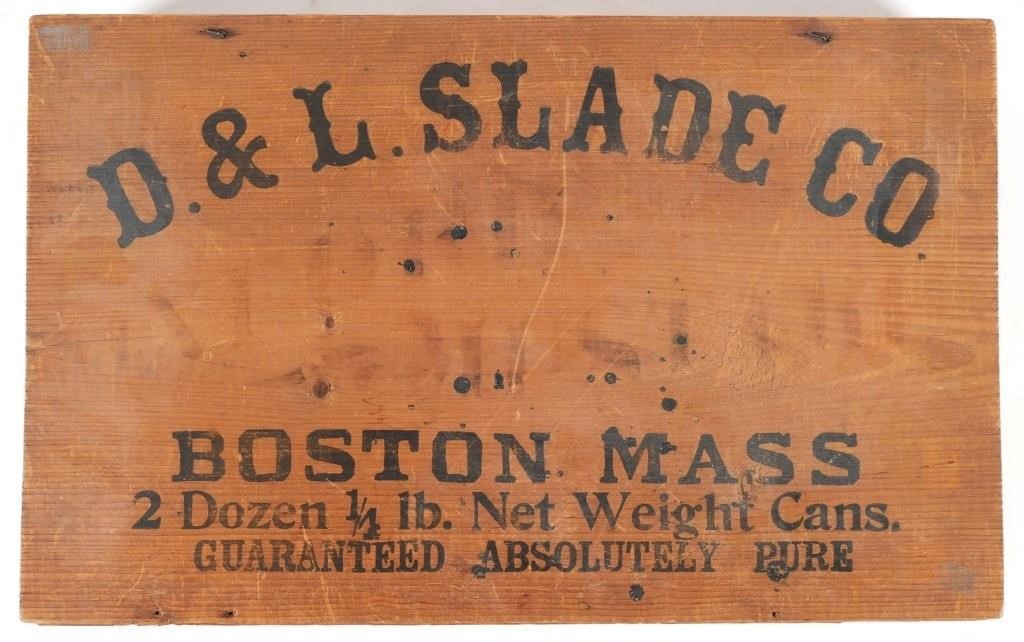 D. & L. SLADE CO
BOSTON. MASS
2 Dozen 1/4 lb. Net Weight Cans.
GUARANTEED ABSOLUTELY PURE